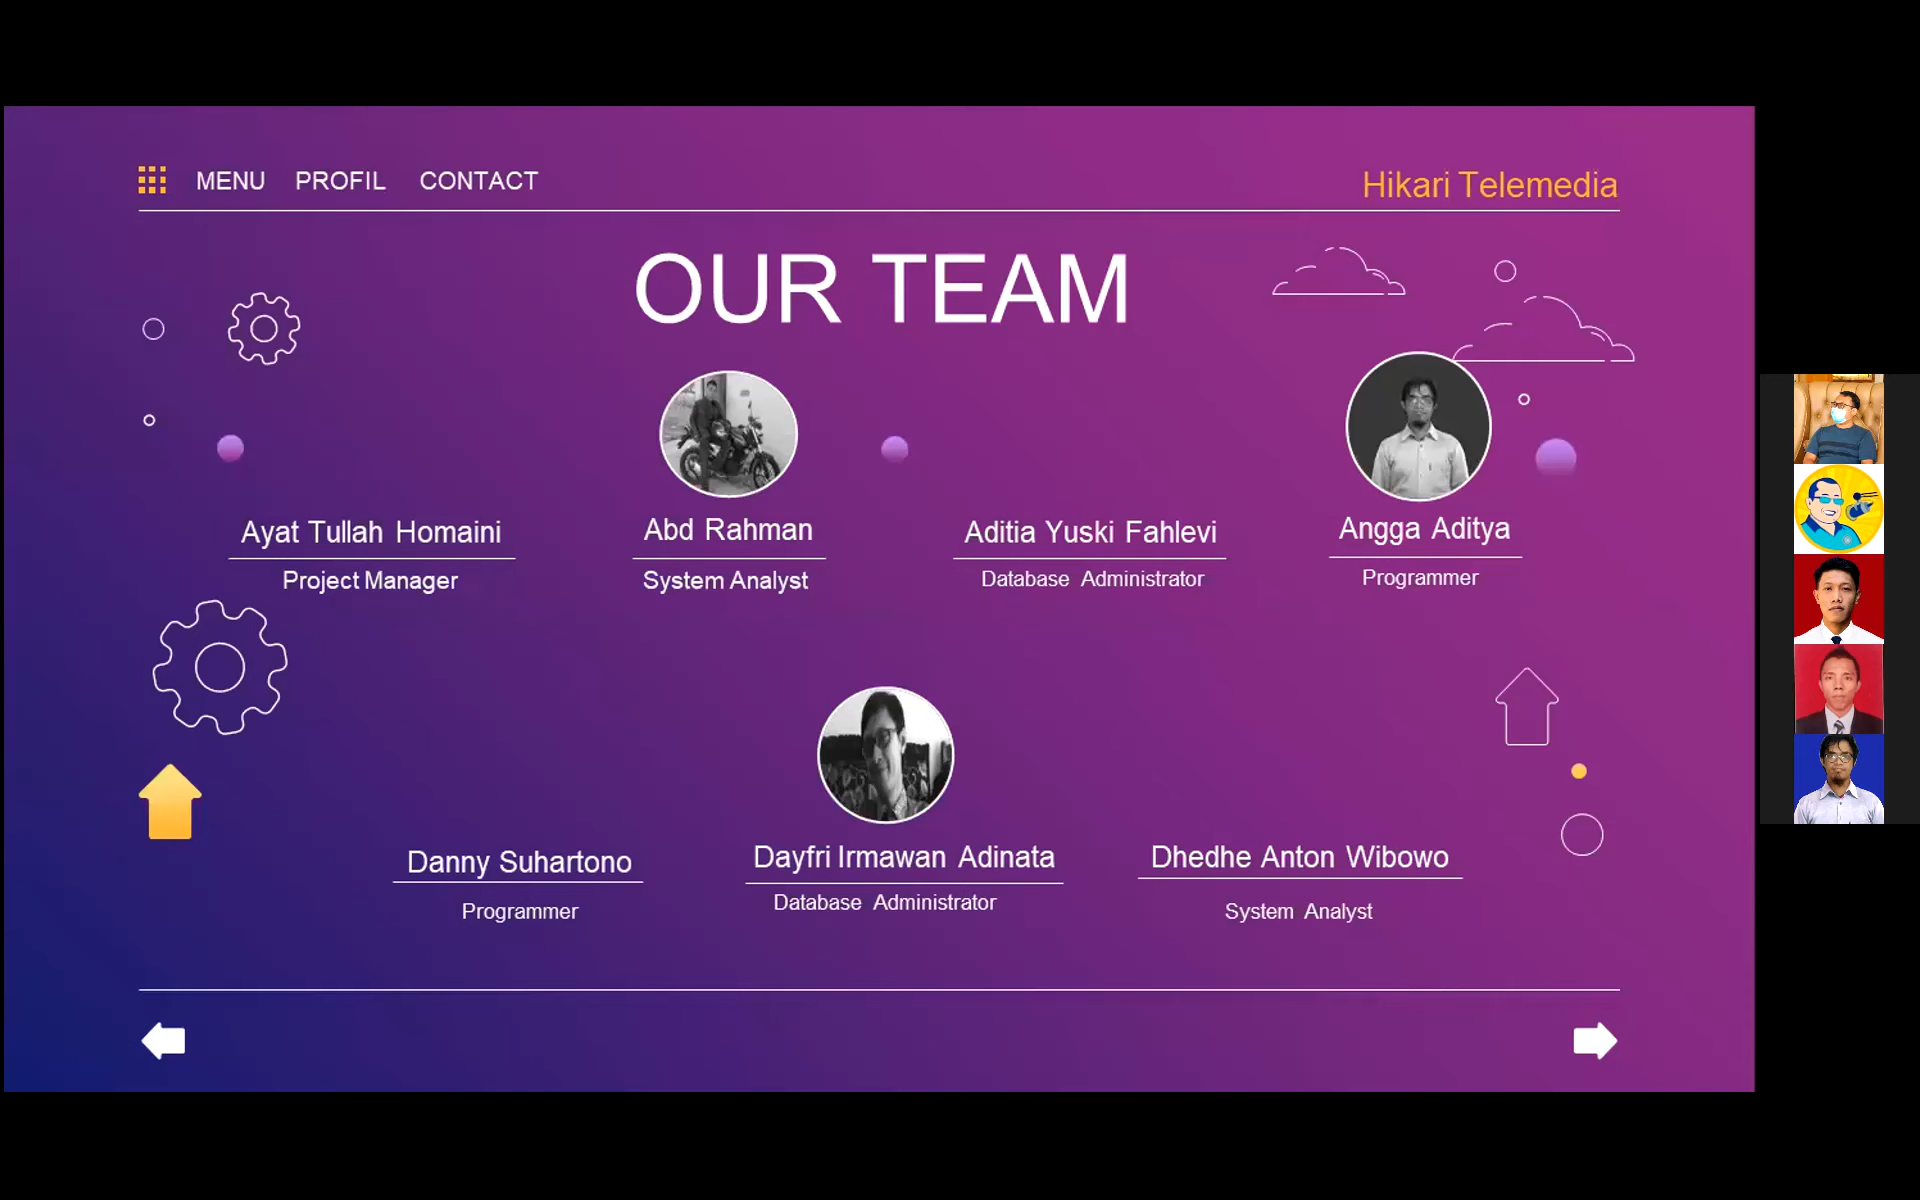 MENU PROFIL CONTACT
Hikari Telemedia
OUR TEAM
Ayat Tullah Homaini
Project Manager
Abd Rahman
System Analyst
Aditia Yuski Fahlevi
Database Administrator
Angga Aditya
Programmer
Danny Suhartono
Programmer
Dayfri Irmawan Adinata
Database Administrator
Dhedhe Anton Wibowo
System Analyst